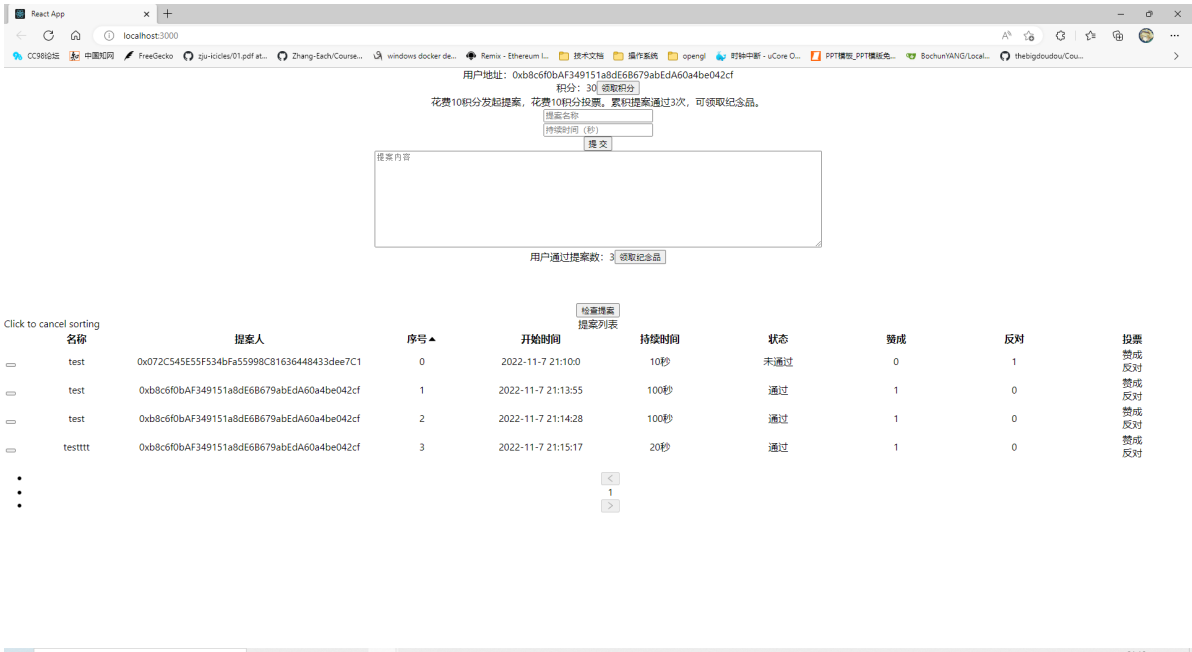 React App
localhost:3000
CC98论坛 中国知网 FreeGecko zju-icicles/01.pdf at... Zhang-Each/Course... windows docker de... Remix - Ethereum I... 技术文档 操作系统 opengl 时钟中断 - uCore O... PPT模板_PPT模板免... BochunYANG/Local... thebigdoudou/Cou...
用户地址：0xb8c6f0bAF349151a8dE6B679abEdA60a4be042cf
积分：30 领取积分
花费10积分发起提案，花费10积分投票。累积提案通过3次，可领取纪念品。
提案名称
持续时间（秒）
提 交
提案内容
用户通过提案数：3 领取纪念品
检查提案
Click to cancel sorting 提案列表
名称 提案人 序号 开始时间 持续时间 状态 赞成 反对 投票
test 0x072C545E55F534bFa55998C81636448433dee7C1 0 2022-11-7 21:10:0 10秒 未通过 0 1 赞成
反对
test 0xb8c6f0bAF349151a8dE6B679abEdA60a4be042cf 1 2022-11-7 21:13:55 100秒 通过 1 0 赞成
反对
test 0xb8c6f0bAF349151a8dE6B679abEdA60a4be042cf 2 2022-11-7 21:14:28 100秒 通过 1 0 赞成
反对
testttt 0xb8c6f0bAF349151a8dE6B679abEdA60a4be042cf 3 2022-11-7 21:15:17 20秒 通过 1 0 赞成
反对
<
1
>